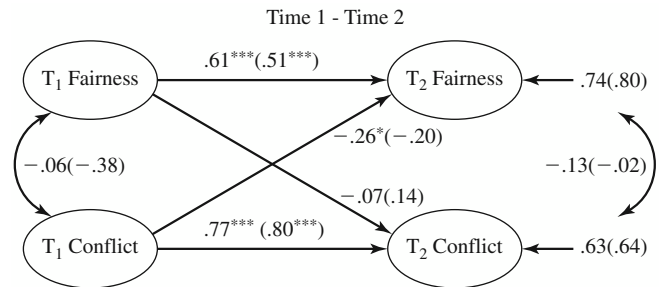 Time 1 - Time 2
.61***(.51***)
T₁ Fairness
T₂ Fairness
.74(.80)
−.26*(−.20)
−.06(−.38)
−.13(−.02)
−.07(.14)
.77*** (.80***)
T₁ Conflict
T₂ Conflict
.63(.64)